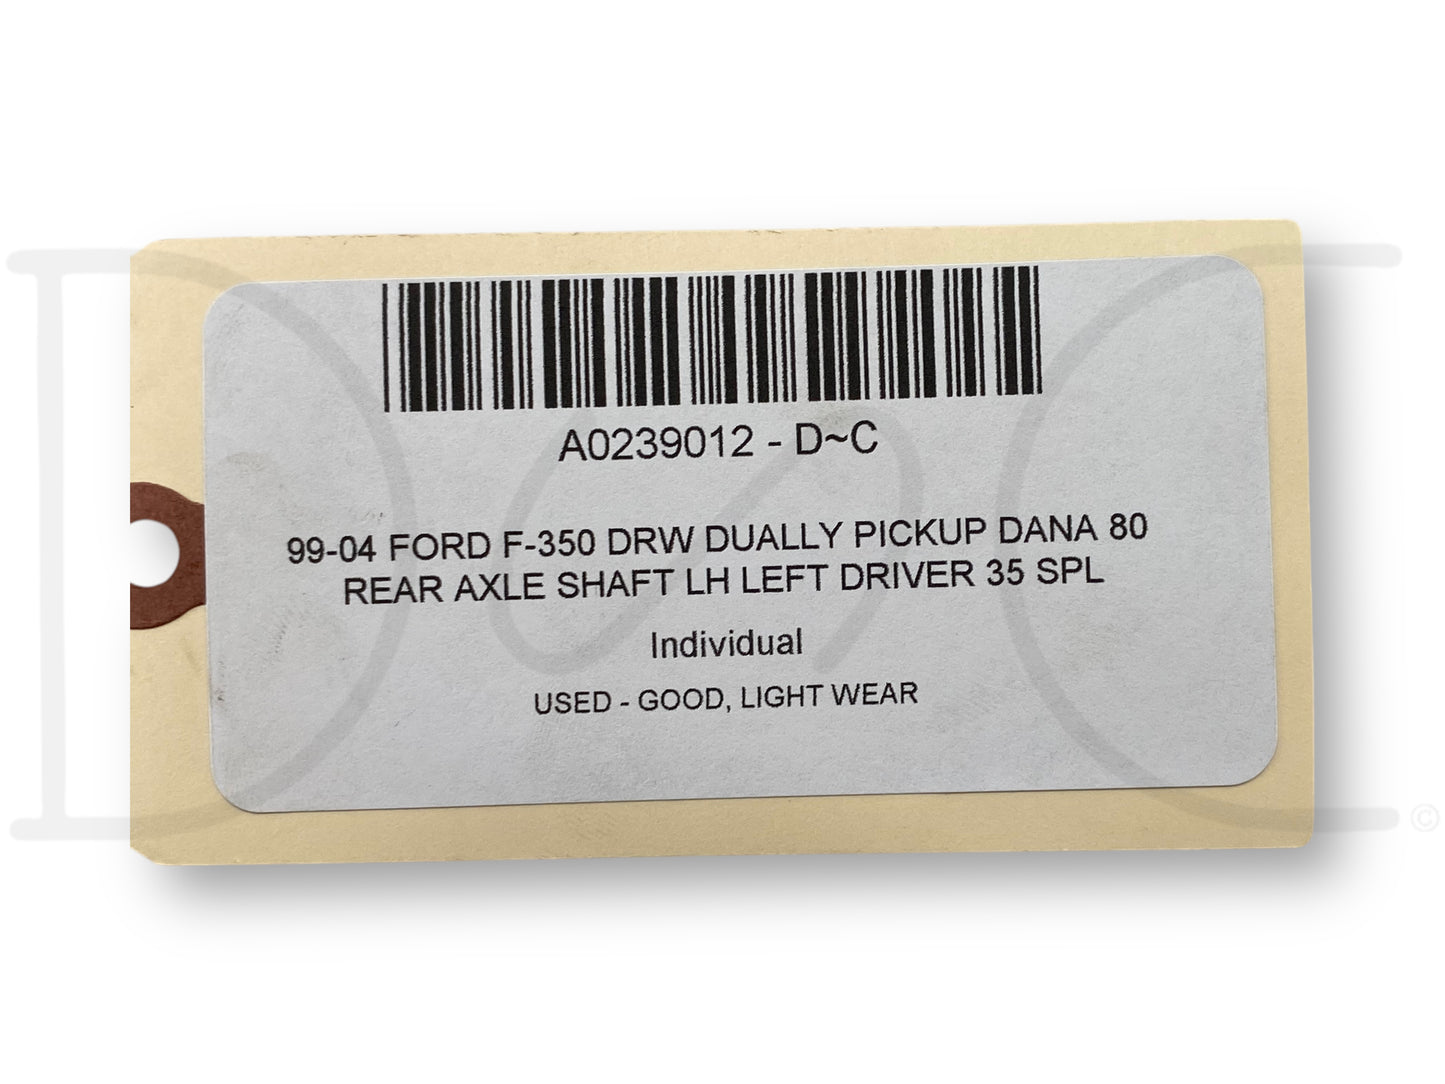 A0239012 - D~C
99-04 FORD F-350 DRW DUALLY PICKUP DANA 80
REAR AXLE SHAFT LH LEFT DRIVER 35 SPL
Individual
USED - GOOD, LIGHT WEAR
©